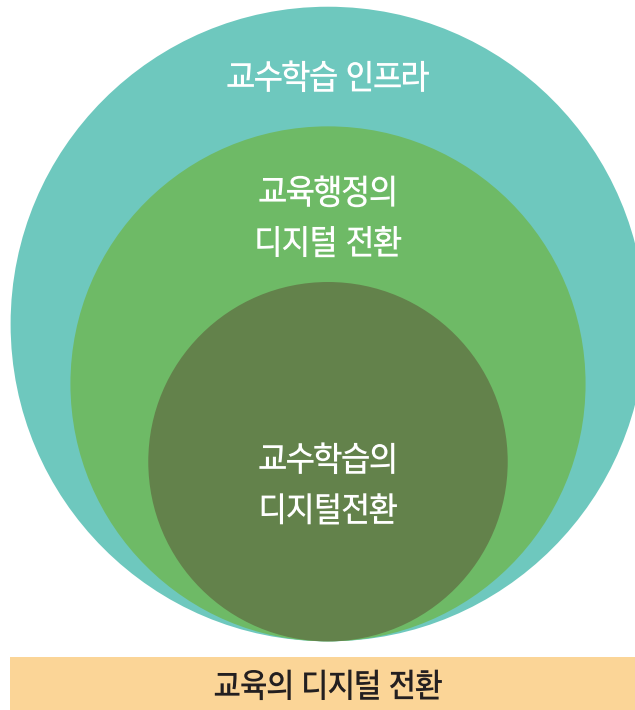 교수학습 인프라
교육행정의
디지털 전환
교수학습의
디지털전환
교육의 디지털 전환